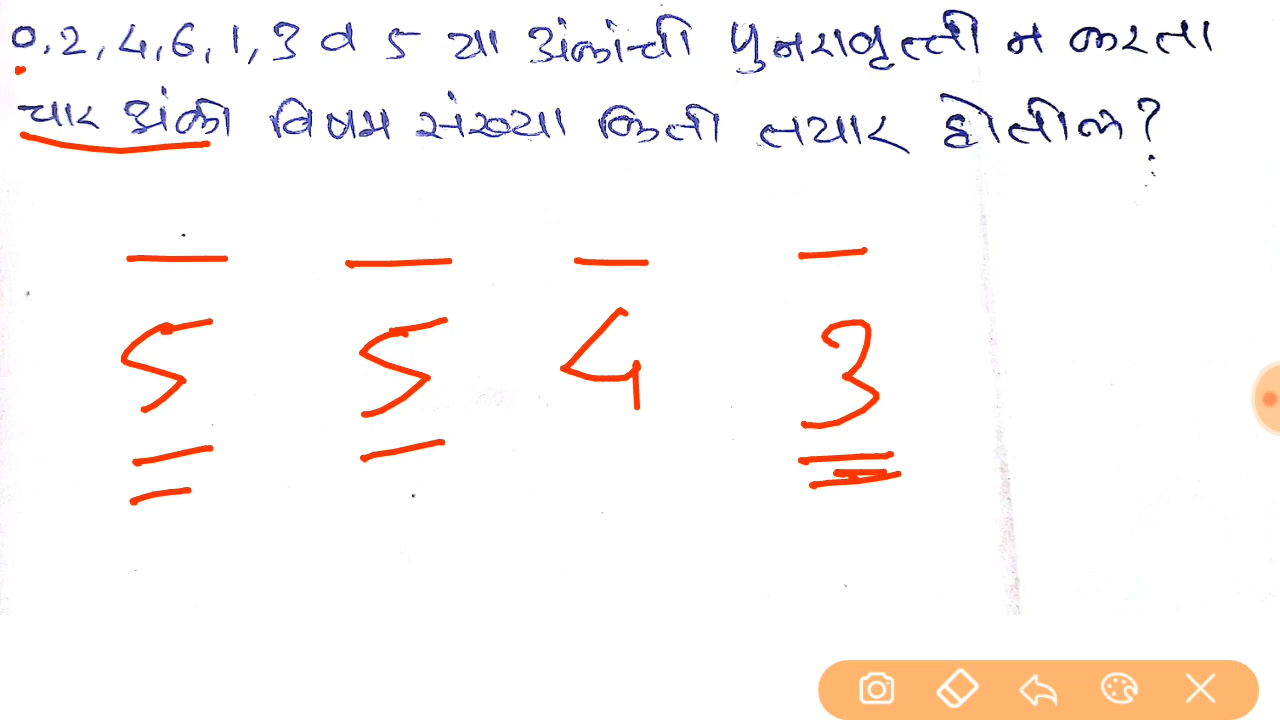 0, 2, 4, 6, 1, 3 व 5 या अंकांची पुनरावृत्ती न करता
चार अंकी विषम संख्या किती तयार होतील?
5 5 4 3